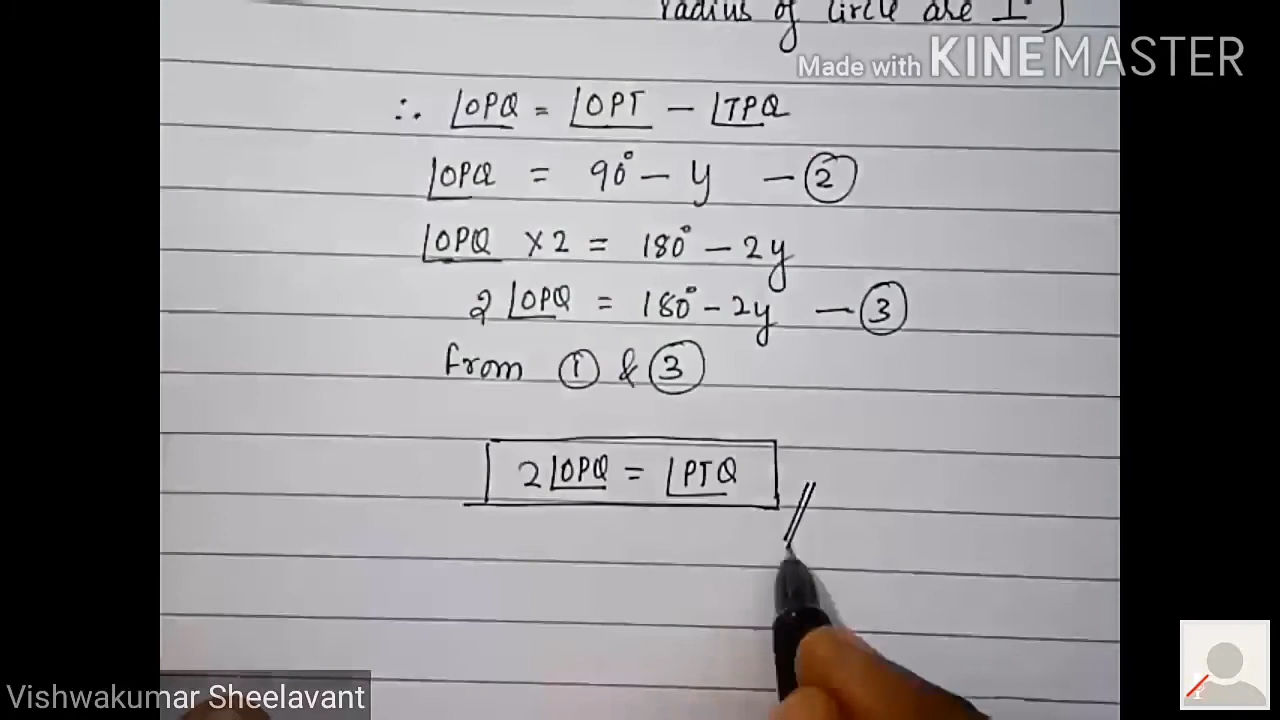 radius of circle are ⊥r)
Made with KINEMASTER
∴ ∠OPQ = ∠OPT – ∠TPQ
∠OPQ = 90° – y – ②
∠OPQ × 2 = 180° – 2y
2 ∠OPQ = 180° – 2y – ③
from ① & ③
2∠OPQ = ∠PTQ
Vishwakumar Sheelavant